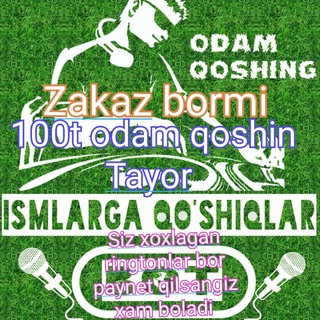 ODAM
QOSHING
Zakaz bormi
100t odam qoshin
Tayor
ISMLARGA QO'SHIQLAR
Siz xoxlagan
ringtonlar bor
paynet qilsangiz
xam boladi